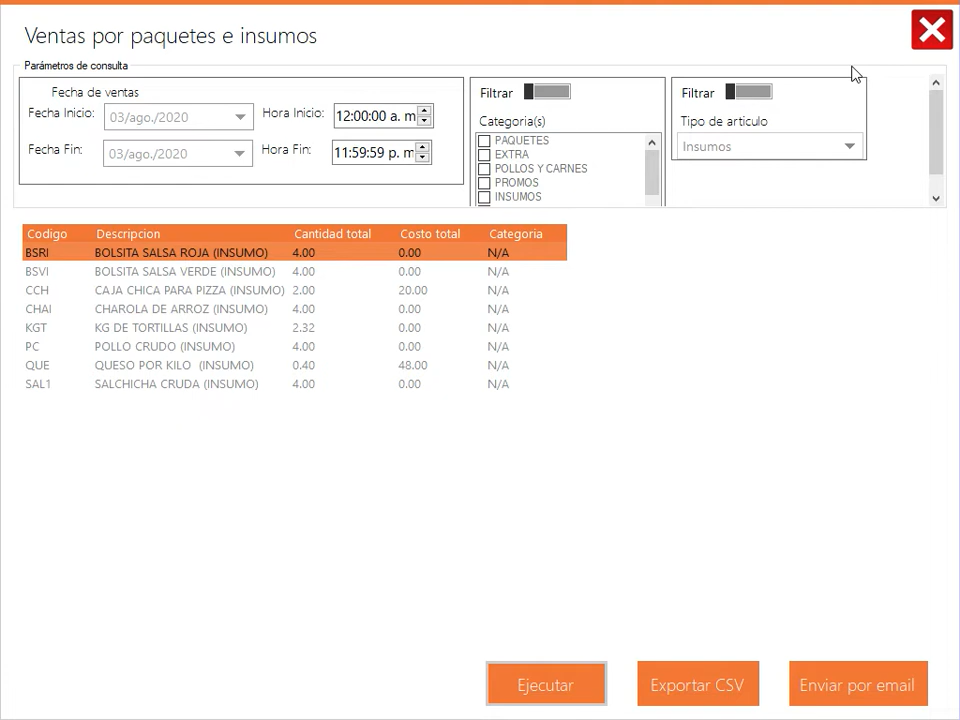 Ventas por paquetes e insumos
Parámetros de consulta
Fecha de ventas
Fecha Inicio: 03/ago./2020 Hora Inicio: 12:00:00 a. m
Fecha Fin: 03/ago./2020 Hora Fin: 11:59:59 p. m
Filtrar
Categoria(s)
PAQUETES
EXTRA
POLLOS Y CARNES
PROMOS
INSUMOS
Filtrar
Tipo de articulo
Insumos
Codigo Descripcion Cantidad total Costo total Categoria
BSRI BOLSITA SALSA ROJA (INSUMO) 4.00 0.00 N/A
BSVI BOLSITA SALSA VERDE (INSUMO) 4.00 0.00 N/A
CCH CAJA CHICA PARA PIZZA (INSUMO) 2.00 20.00 N/A
CHAI CHAROLA DE ARROZ (INSUMO) 4.00 0.00 N/A
KGT KG DE TORTILLAS (INSUMO) 2.32 0.00 N/A
PC POLLO CRUDO (INSUMO) 4.00 0.00 N/A
QUE QUESO POR KILO (INSUMO) 0.40 48.00 N/A
SAL1 SALCHICHA CRUDA (INSUMO) 4.00 0.00 N/A
Ejecutar Exportar CSV Enviar por email